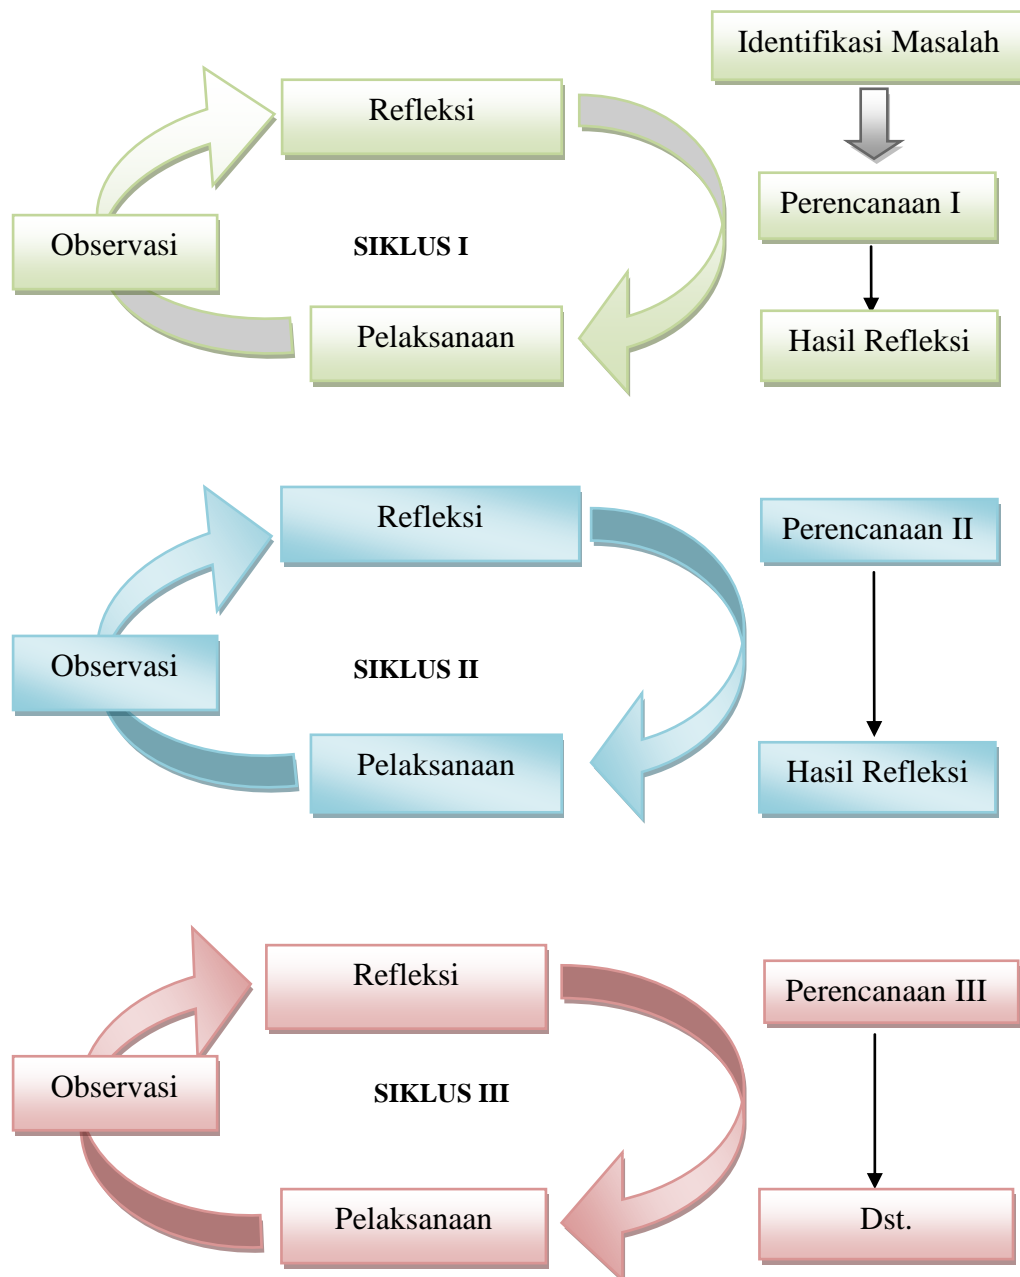 Identifikasi Masalah
Refleksi
Perencanaan I
Observasi
SIKLUS I
Pelaksanaan
Hasil Refleksi
Refleksi
Perencanaan II
Observasi
SIKLUS II
Pelaksanaan
Hasil Refleksi
Refleksi
Perencanaan III
Observasi
SIKLUS III
Pelaksanaan
Dst.